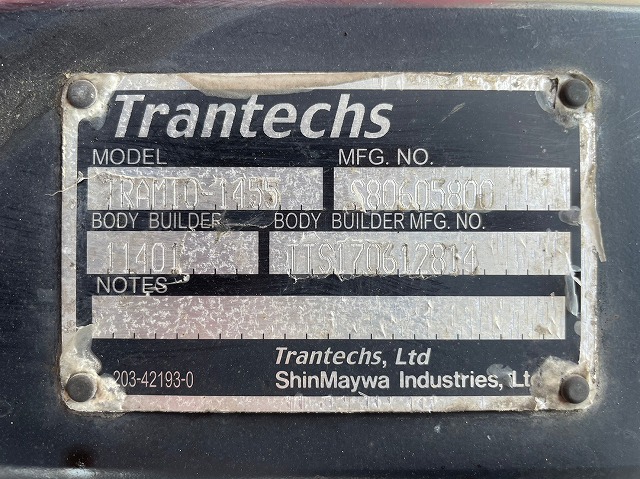 Trantechs
MODEL MFG. NO.
TRAMTO-1455 S80605800
BODY BUILDER BODY BUILDER MFG. NO.
11401 TTS170612814
NOTES
Trantechs, Ltd
203-42193-0 ShinMaywa Industries, Lt